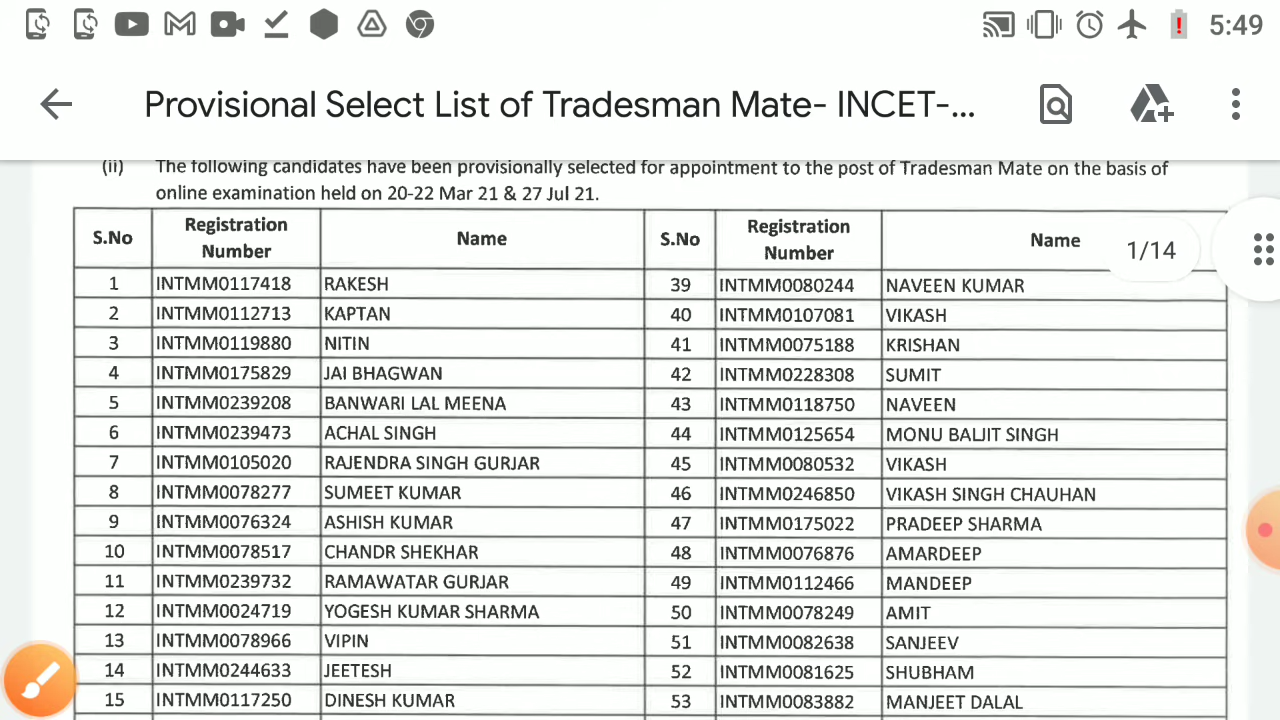 5:49
Provisional Select List of Tradesman Mate- INCET-...
(ii) The following candidates have been provisionally selected for appointment to the post of Tradesman Mate on the basis of
online examination held on 20-22 Mar 21 & 27 Jul 21.
S.No Registration Number Name S.No Registration Number Name
1/14
1 INTMM0117418 RAKESH 39 INTMM0080244 NAVEEN KUMAR
2 INTMM0112713 KAPTAN 40 INTMM0107081 VIKASH
3 INTMM0119880 NITIN 41 INTMM0075188 KRISHAN
4 INTMM0175829 JAI BHAGWAN 42 INTMM0228308 SUMIT
5 INTMM0239208 BANWARI LAL MEENA 43 INTMM0118750 NAVEEN
6 INTMM0239473 ACHAL SINGH 44 INTMM0125654 MONU BALJIT SINGH
7 INTMM0105020 RAJENDRA SINGH GURJAR 45 INTMM0080532 VIKASH
8 INTMM0078277 SUMEET KUMAR 46 INTMM0246850 VIKASH SINGH CHAUHAN
9 INTMM0076324 ASHISH KUMAR 47 INTMM0175022 PRADEEP SHARMA
10 INTMM0078517 CHANDR SHEKHAR 48 INTMM0076876 AMARDEEP
11 INTMM0239732 RAMAWATAR GURJAR 49 INTMM0112466 MANDEEP
12 INTMM0024719 YOGESH KUMAR SHARMA 50 INTMM0078249 AMIT
13 INTMM0078966 VIPIN 51 INTMM0082638 SANJEEV
14 INTMM0244633 JEETESH 52 INTMM0081625 SHUBHAM
15 INTMM0117250 DINESH KUMAR 53 INTMM0083882 MANJEET DALAL